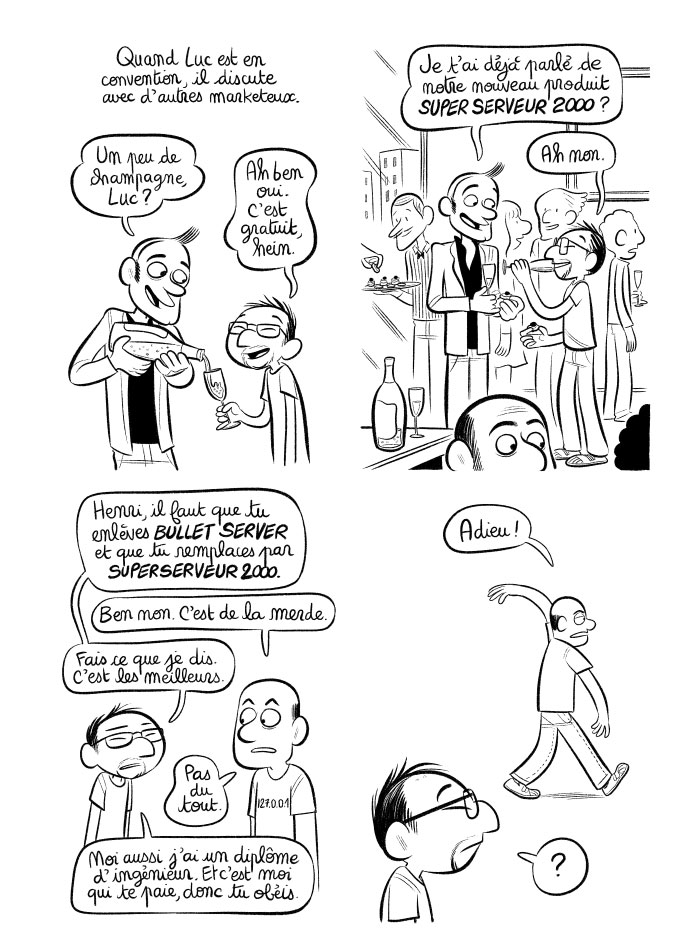 Quand Luc est en
convention, il discute
avec d'autres marketeux.
Un peu de
champagne,
Luc ?
Ah ben
oui.
C'est
gratuit,
hein.
Je t'ai déjà parlé de
notre nouveau produit
SUPER SERVEUR 2000 ?
Ah non.
Henri, il faut que tu
enlèves BULLET SERVER
et que tu remplaces par
SUPERSERVEUR 2000.
Ben non. C'est de la merde.
Fais ce que je dis.
C'est les meilleurs.
Pas
du
tout.
127.0.0.1
Moi aussi j'ai un diplôme
d'ingénieur. Et c'est moi
qui te paie, donc tu obéis.
Adieu !
?